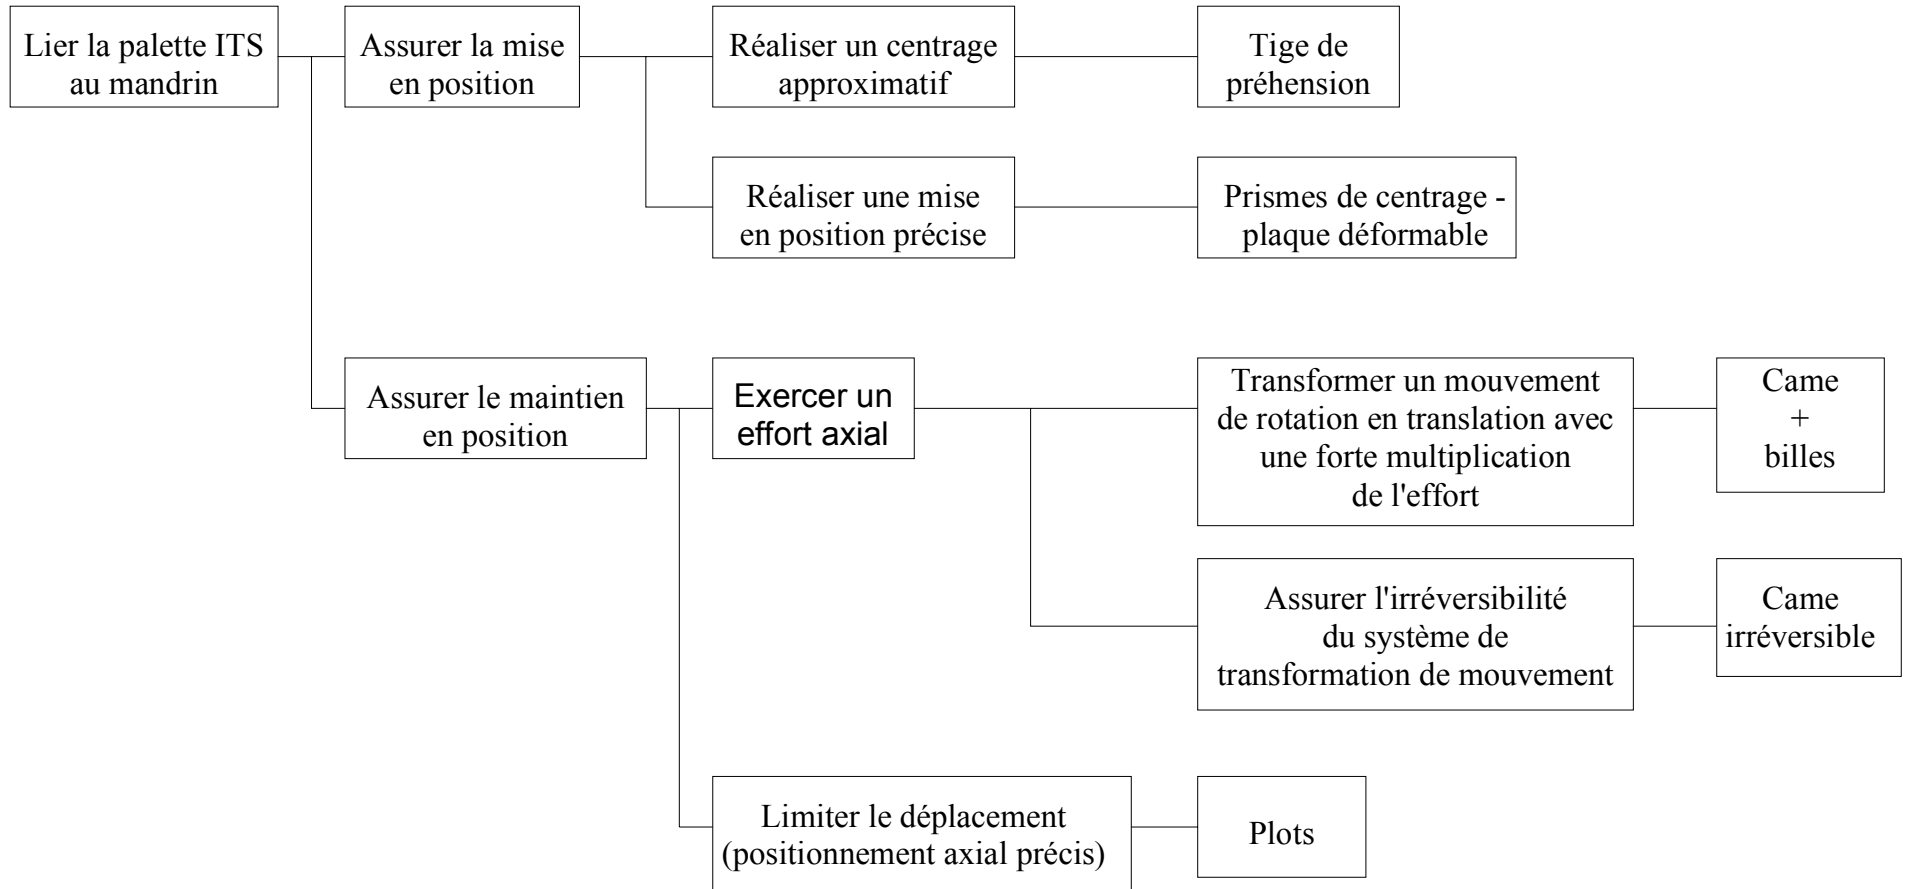 Lier la palette ITS
au mandrin
Assurer la mise
en position
Réaliser un centrage
approximatif
Tige de
préhension
Réaliser une mise
en position précise
Prismes de centrage -
plaque déformable
Assurer le maintien
en position
Exercer un
effort axial
Transformer un mouvement
de rotation en translation avec
une forte multiplication
de l'effort
Came
+
billes
Assurer l'irréversibilité
du système de
transformation de mouvement
Came
irréversible
Limiter le déplacement
(positionnement axial précis)
Plots